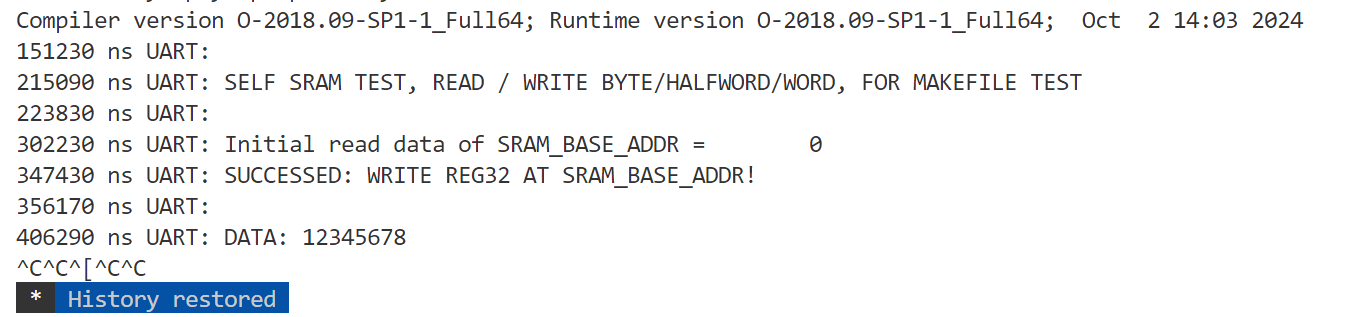 Compiler version O-2018.09-SP1-1_Full64; Runtime version O-2018.09-SP1-1_Full64;  Oct  2 14:03 2024
151230 ns UART:
215090 ns UART: SELF SRAM TEST, READ / WRITE BYTE/HALFWORD/WORD, FOR MAKEFILE TEST
223830 ns UART:
302230 ns UART: Initial read data of SRAM_BASE_ADDR =        0
347430 ns UART: SUCCESSED: WRITE REG32 AT SRAM_BASE_ADDR!
356170 ns UART:
406290 ns UART: DATA: 12345678
^C^C^[^C^C
* History restored